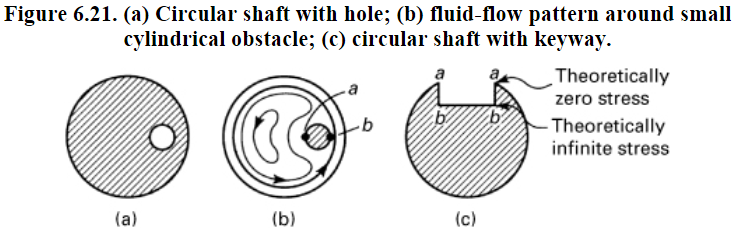 Figure 6.21. (a) Circular shaft with hole; (b) fluid-flow pattern around small
cylindrical obstacle; (c) circular shaft with keyway.
a
b
a
a
b
b
Theoretically
zero stress
Theoretically
infinite stress
(a)
(b)
(c)